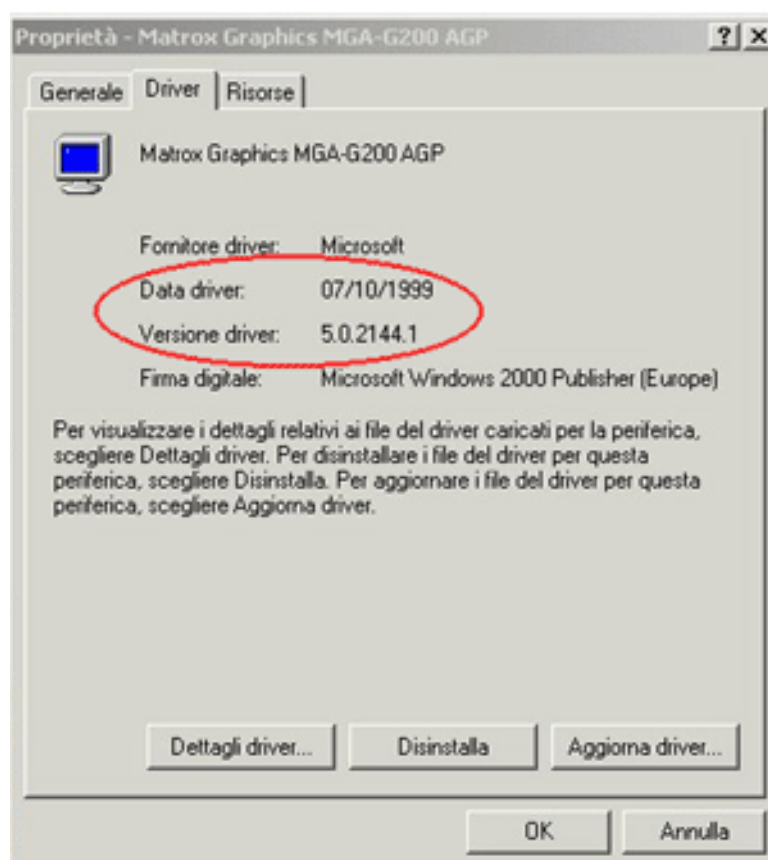 Proprietà - Matrox Graphics MGA-G200 AGP
Generale Driver Risorse
Matrox Graphics MGA-G200 AGP
Fornitore driver: Microsoft
Data driver: 07/10/1999
Versione driver: 5.0.2144.1
Firma digitale: Microsoft Windows 2000 Publisher (Europe)
Per visualizzare i dettagli relativi ai file del driver caricati per la periferica,
scegliere Dettagli driver. Per disinstallare i file del driver per questa
periferica, scegliere Disinstalla. Per aggiornare i file del driver per questa
periferica, scegliere Aggiorna driver.
Dettagli driver... Disinstalla Aggiorna driver...
OK Annulla